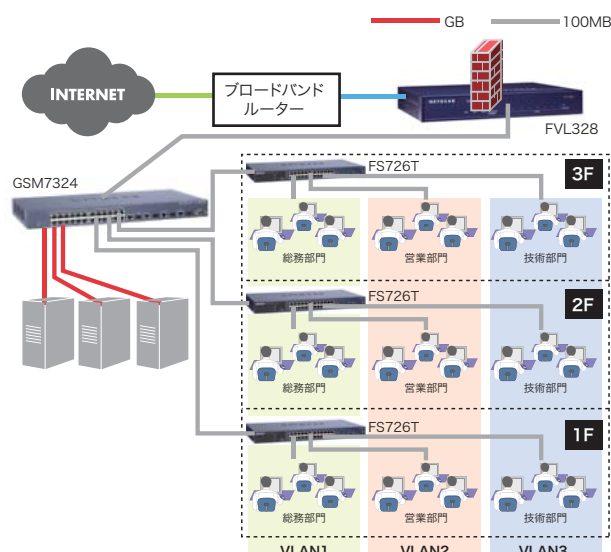 GB
100MB
INTERNET
ブロードバンド
ルーター
NETGEAR
FVL328
GSM7324
FS726T
3F
総務部門
営業部門
技術部門
FS726T
2F
総務部門
営業部門
技術部門
FS726T
1F
総務部門
営業部門
技術部門
VLAN1
VLAN2
VLAN3